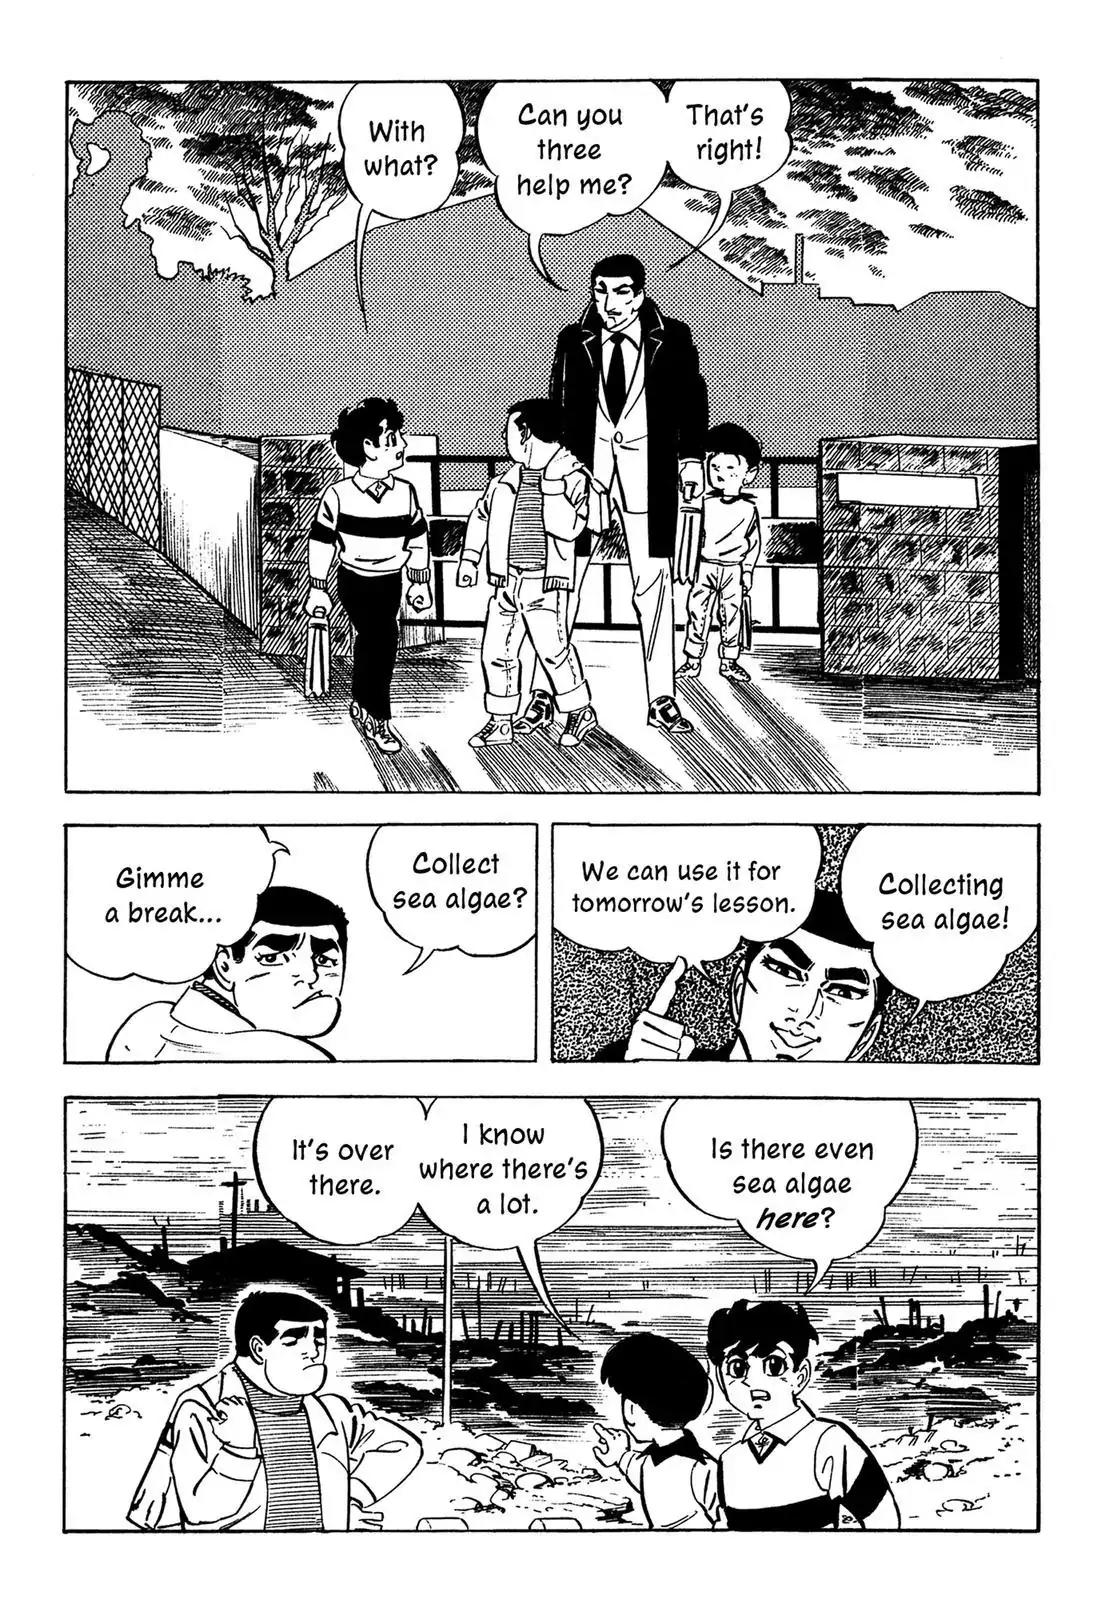 That's
right!
Can you
three
help me?
With
what?
Collecting
sea algae!
We can use it for
tomorrow's lesson.
Collect
sea algae?
Gimme
a break...
Is there even
sea algae
here?
I know
where there's
a lot.
It's over
there.